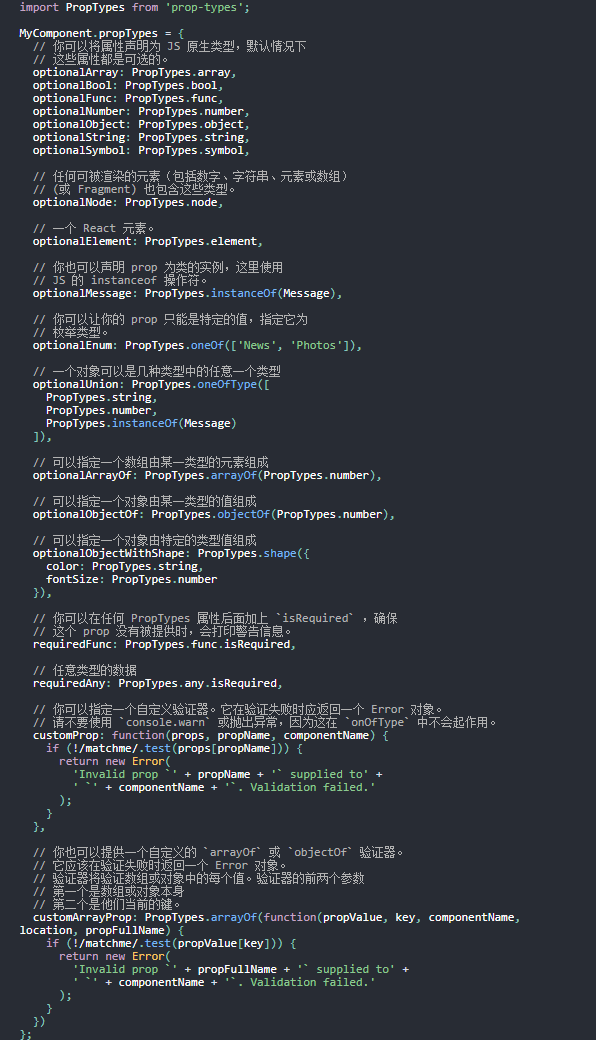 import PropTypes from 'prop-types';

MyComponent.propTypes = {
  // 你可以将属性声明为 JS 原生类型，默认情况下
  // 这些属性都是可选的。
  optionalArray: PropTypes.array,
  optionalBool: PropTypes.bool,
  optionalFunc: PropTypes.func,
  optionalNumber: PropTypes.number,
  optionalObject: PropTypes.object,
  optionalString: PropTypes.string,
  optionalSymbol: PropTypes.symbol,

  // 任何可被渲染的元素（包括数字、字符串、元素或数组）
  // (或 Fragment) 也包含这些类型。
  optionalNode: PropTypes.node,

  // 一个 React 元素。
  optionalElement: PropTypes.element,

  // 你也可以声明 prop 为类的实例，这里使用
  // JS 的 instanceof 操作符。
  optionalMessage: PropTypes.instanceOf(Message),

  // 你可以让你的 prop 只能是特定的值，指定它为
  // 枚举类型。
  optionalEnum: PropTypes.oneOf(['News', 'Photos']),

  // 一个对象可以是几种类型中的任意一个类型
  optionalUnion: PropTypes.oneOfType([
    PropTypes.string,
    PropTypes.number,
    PropTypes.instanceOf(Message)
  ]),

  // 可以指定一个数组由某一类型的元素组成
  optionalArrayOf: PropTypes.arrayOf(PropTypes.number),

  // 可以指定一个对象由某一类型的值组成
  optionalObjectOf: PropTypes.objectOf(PropTypes.number),

  // 可以指定一个对象由特定的类型值组成
  optionalObjectWithShape: PropTypes.shape({
    color: PropTypes.string,
    fontSize: PropTypes.number
  }),

  // 你可以在任何 PropTypes 属性后面加上 `isRequired` ，确保
  // 这个 prop 没有被提供时，会打印警告信息。
  requiredFunc: PropTypes.func.isRequired,

  // 任意类型的数据
  requiredAny: PropTypes.any.isRequired,

  // 你可以指定一个自定义验证器。它在验证失败时应返回一个 Error 对象。
  // 请不要使用 `console.warn` 或抛出异常，因为这在 `onOfType` 中不会起作用。
  customProp: function(props, propName, componentName) {
    if (!/matchme/.test(props[propName])) {
      return new Error(
        'Invalid prop `' + propName + '` supplied to' +
        ' `' + componentName + '`. Validation failed.'
      );
    }
  },

  // 你也可以提供一个自定义的 `arrayOf` 或 `objectOf` 验证器。
  // 它应该在验证失败时返回一个 Error 对象。
  // 验证器将验证数组或对象中的每个值。验证器的前两个参数
  // 第一个是数组或对象本身
  // 第二个是他们当前的键。
  customArrayProp: PropTypes.arrayOf(function(propValue, key, componentName,
location, propFullName) {
    if (!/matchme/.test(propValue[key])) {
      return new Error(
        'Invalid prop `' + propFullName + '` supplied to' +
        ' `' + componentName + '`. Validation failed.'
      );
    }
  })
};